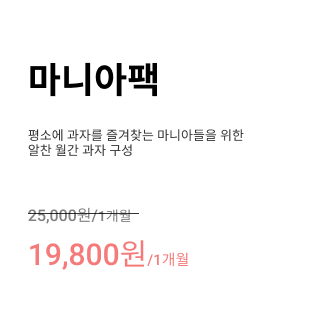 마니아팩
평소에 과자를 즐겨찾는 마니아들을 위한
알찬 월간 과자 구성
25,000원/1개월
19,800원/1개월